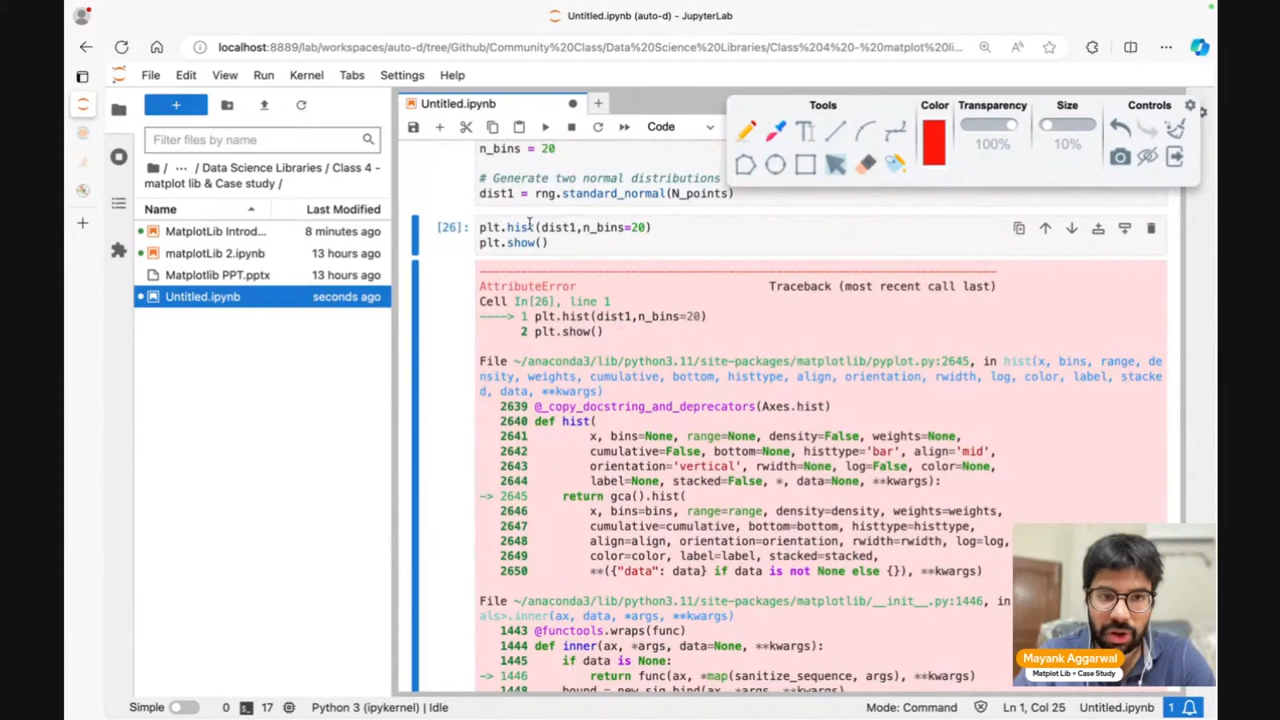 Untitled.ipynb (auto-d) - JupyterLab
localhost:8889/lab/workspaces/auto-d/tree/Github/Community%20Class/Data%20Science%20Libraries/Class%204%20-%20matplot%20li...
File Edit View Run Kernel Tabs Settings Help
Untitled.ipynb
Code
Tools Color Transparency Size Controls
100% 10%
Filter files by name
/ ... / Data Science Libraries / Class 4 -
matplot lib & Case study /
Name Last Modified
MatplotLib Introd... 8 minutes ago
matplotLib 2.ipynb 13 hours ago
Matplotlib PPT.pptx 13 hours ago
Untitled.ipynb seconds ago
n_bins = 20
# Generate two normal distributions
dist1 = rng.standard_normal(N_points)
[26]: plt.hist(dist1,n_bins=20)
plt.show()
AttributeError Traceback (most recent call last)
Cell In[26], line 1
----> 1 plt.hist(dist1,n_bins=20)
2 plt.show()
File ~/anaconda3/lib/python3.11/site-packages/matplotlib/pyplot.py:2645, in hist(x, bins, range, de
nsity, weights, cumulative, bottom, histtype, align, orientation, rwidth, log, color, label, stacke
d, data, **kwargs)
2639 @_copy_docstring_and_deprecators(Axes.hist)
2640 def hist(
2641 x, bins=None, range=None, density=False, weights=None,
2642 cumulative=False, bottom=None, histtype='bar', align='mid',
2643 orientation='vertical', rwidth=None, log=False, color=None,
2644 label=None, stacked=False, *, data=None, **kwargs):
-> 2645 return gca().hist(
2646 x, bins=bins, range=range, density=density, weights=weights,
2647 cumulative=cumulative, bottom=bottom, histtype=histtype,
2648 align=align, orientation=orientation, rwidth=rwidth, log=log,
2649 color=color, label=label, stacked=stacked,
2650 **({"data": data} if data is not None else {}), **kwargs)
File ~/anaconda3/lib/python3.11/site-packages/matplotlib/__init__.py:1446, in
als>.inner(ax, data, *args, **kwargs)
1443 @functools.wraps(func)
1444 def inner(ax, *args, data=None, **kwargs):
1445 if data is None:
-> 1446 return func(ax, *map(sanitize_sequence, args), **kwargs)
1448 bound = new_sig.bind(ax, *args, **kwargs)
Mayank Aggarwal
Matplot Lib + Case Study
Simple 0 17 Python 3 (ipykernel) | Idle Mode: Command Ln 1, Col 25 Untitled.ipynb 1